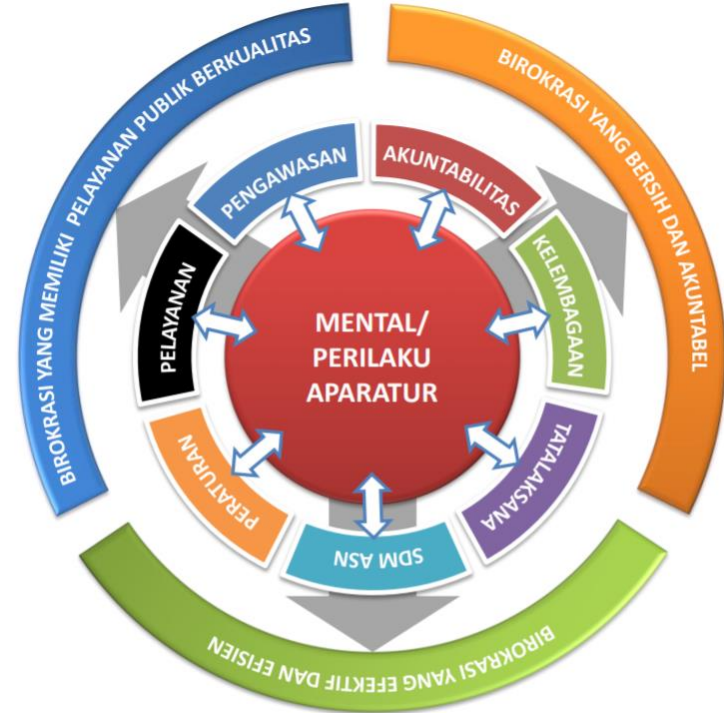 BIROKRASI YANG MEMILIKI PELAYANAN PUBLIK BERKUALITAS
BIROKRASI YANG BERSIH DAN AKUNTABEL
PENGAWASAN
AKUNTABILITAS
PELAYANAN
KELEMBAGAAN
MENTAL/
PERILAKU
APARATUR
PERATURAN
TATALAKSANA
SDM ASN
BIROKRASI YANG EFEKTIF DAN EFISIEN